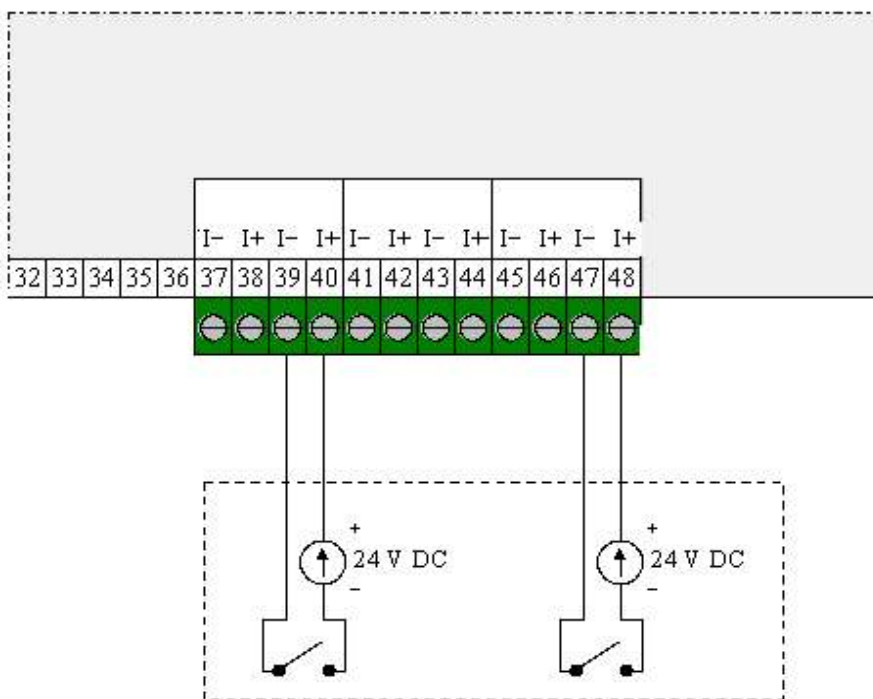 I- I+ I- I+ I- I+ I- I+ I- I+ I- I+
32 33 34 35 36 37 38 39 40 41 42 43 44 45 46 47 48
+ +
24 V DC 24 V DC
- -